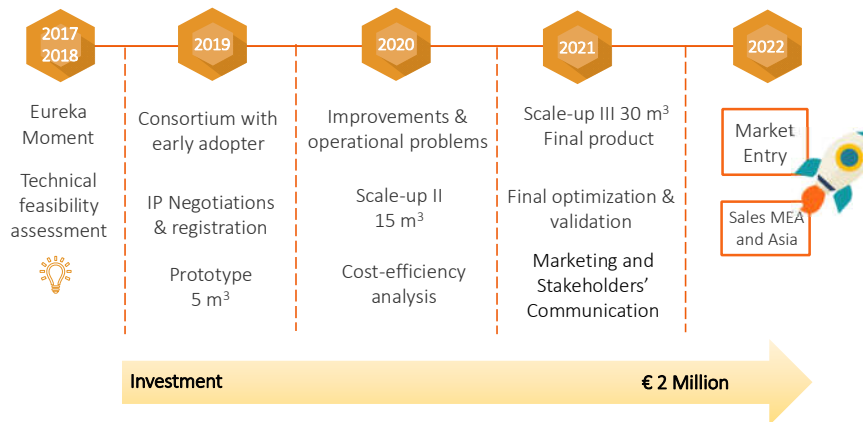 2017
2018
2019
2020
2021
2022
Eureka
Moment
Technical
feasibility
assessment
Consortium with
early adopter
IP Negotiations
& registration
Prototype
5 m³
Improvements &
operational problems
Scale-up II
15 m³
Cost-efficiency
analysis
Scale-up III 30 m³
Final product
Final optimization &
validation
Marketing and
Stakeholders’
Communication
Market
Entry
Sales MEA
and Asia
Investment
€ 2 Million